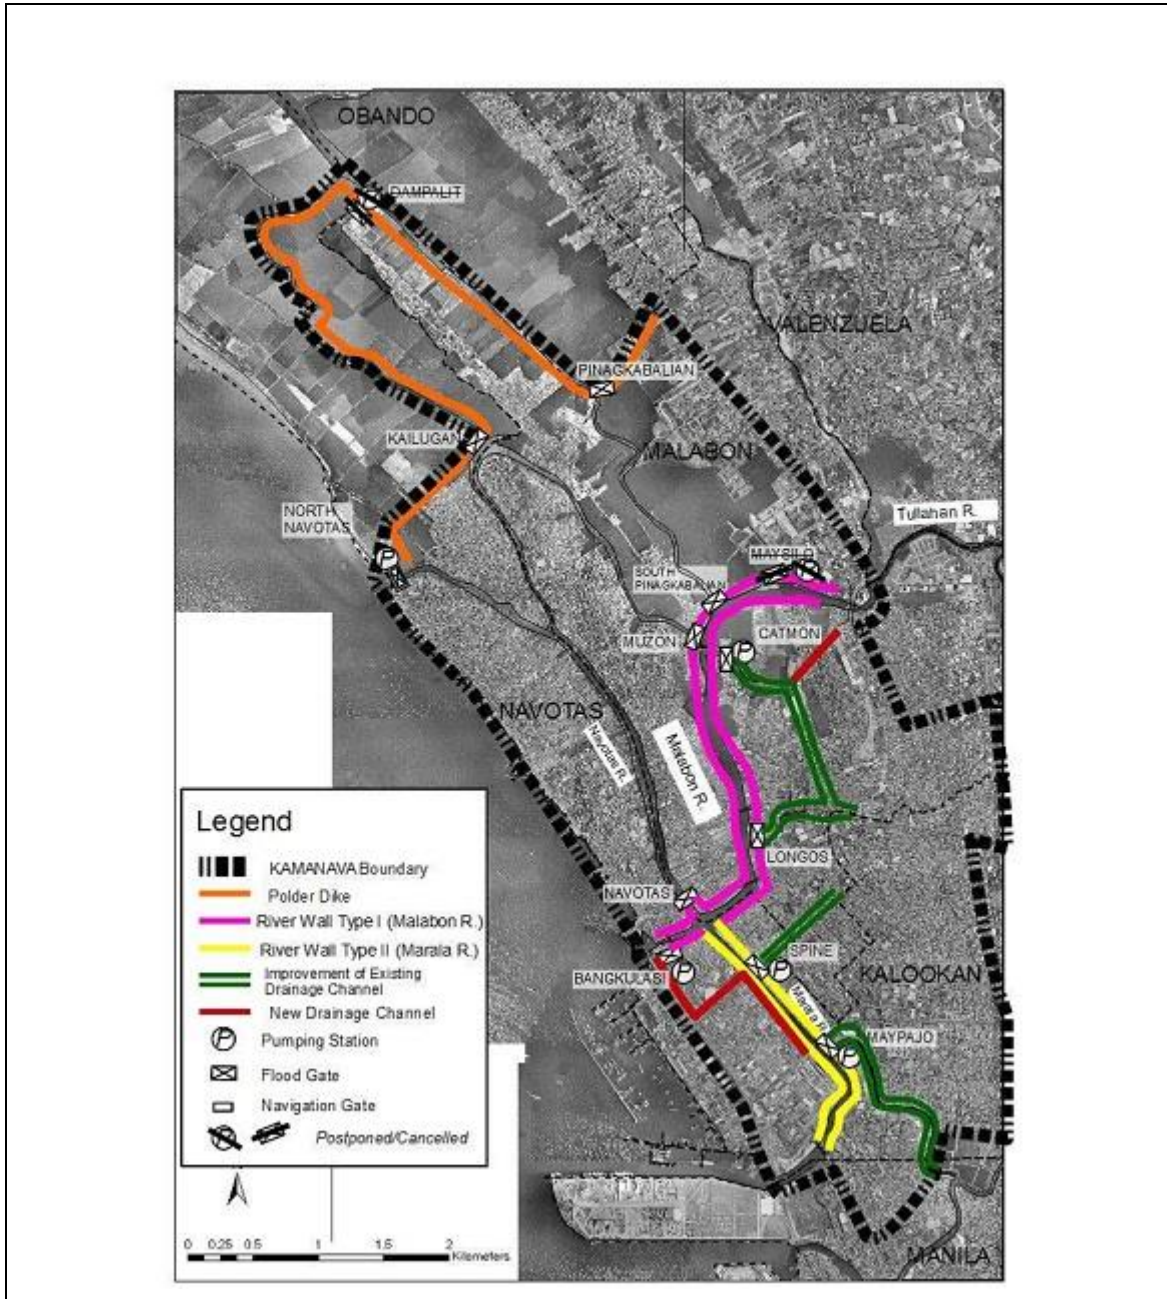 OBANDO
DAMPALIT
VALENZUELA
PINAGKABALIAN
KAILUGAN
MALABON
NORTH
NAVOTAS
Tullahan R.
MAYSILO
SOUTH
PINAGKABALIAN
MUZON
CATMON
P
NAVOTAS
Navotas R.
Malabon R.
LONGOS
NAVOTAS
SPINE
BANGKULASI
P
P
KALOOKAN
Marala R.
MAYPAJO
P
MANILA
Legend
KAMANAVA Boundary
Polder Dike
River Wall Type I (Malabon R.)
River Wall Type II (Marala R.)
Improvement of Existing
Drainage Channel
New Drainage Channel
P Pumping Station
Flood Gate
Navigation Gate
P Postponed/Cancelled
0 0.25 0.5 1 1.5 2
Kilometers